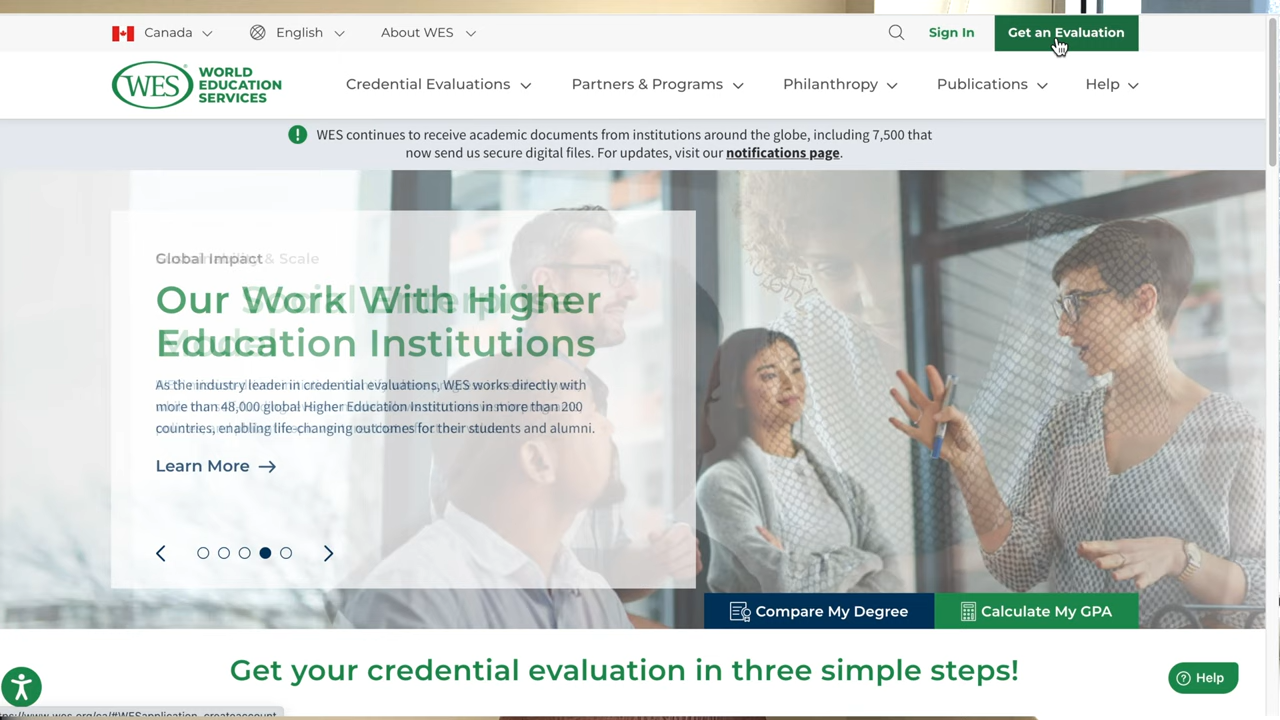 Canada English About WES Sign In Get an Evaluation
WES WORLD
EDUCATION
SERVICES
Credential Evaluations Partners & Programs Philanthropy Publications Help
WES continues to receive academic documents from institutions around the globe, including 7,500 that
now send us secure digital files. For updates, visit our notifications page.
Global Impact
& Scale
Our Work With Higher
Education Institutions
As the industry leader in credential evaluations, WES works directly with
more than 48,000 global Higher Education Institutions in more than 200
countries, enabling life-changing outcomes for their students and alumni.
Learn More
Compare My Degree Calculate My GPA
Get your credential evaluation in three simple steps!
Help